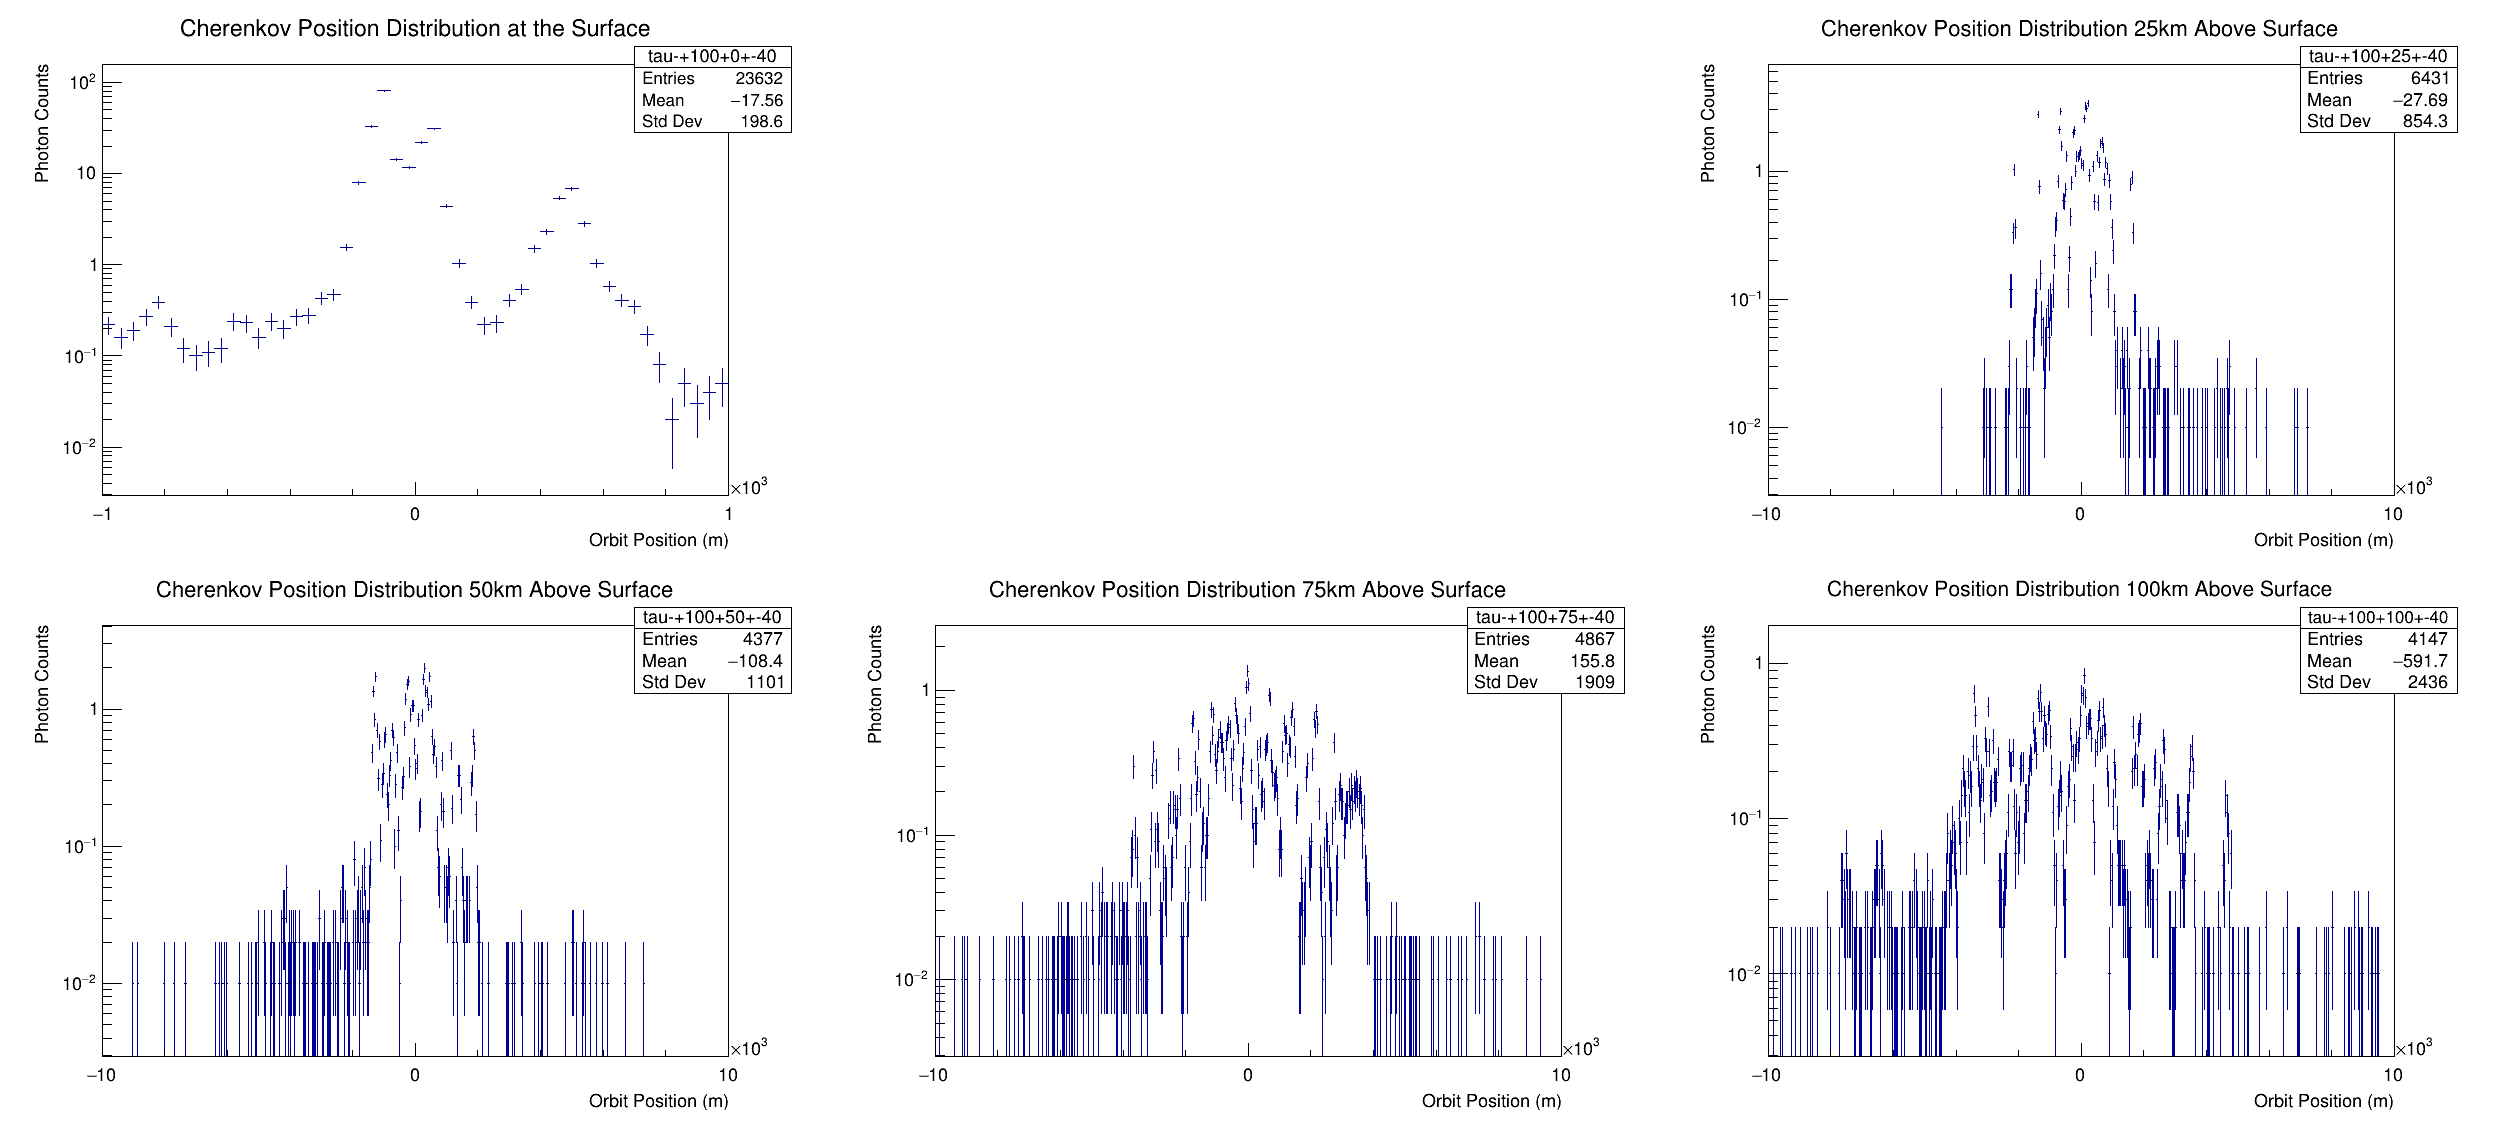 Cherenkov Position Distribution at the Surface
tau-+100+0+-40
Entries 23632
Mean −17.56
Std Dev 198.6
Photon Counts
10²
10
1
10⁻¹
10⁻²
−1 0 1
×10³
Orbit Position (m)
Cherenkov Position Distribution 25km Above Surface
tau-+100+25+-40
Entries 6431
Mean −27.69
Std Dev 854.3
Photon Counts
1
10⁻¹
10⁻²
−10 0 10
×10³
Orbit Position (m)
Cherenkov Position Distribution 50km Above Surface
tau-+100+50+-40
Entries 4377
Mean −108.4
Std Dev 1101
Photon Counts
1
10⁻¹
10⁻²
−10 0 10
×10³
Orbit Position (m)
Cherenkov Position Distribution 75km Above Surface
tau-+100+75+-40
Entries 4867
Mean 155.8
Std Dev 1909
Photon Counts
1
10⁻¹
10⁻²
−10 0 10
×10³
Orbit Position (m)
Cherenkov Position Distribution 100km Above Surface
tau-+100+100+-40
Entries 4147
Mean −591.7
Std Dev 2436
Photon Counts
1
10⁻¹
10⁻²
−10 0 10
×10³
Orbit Position (m)